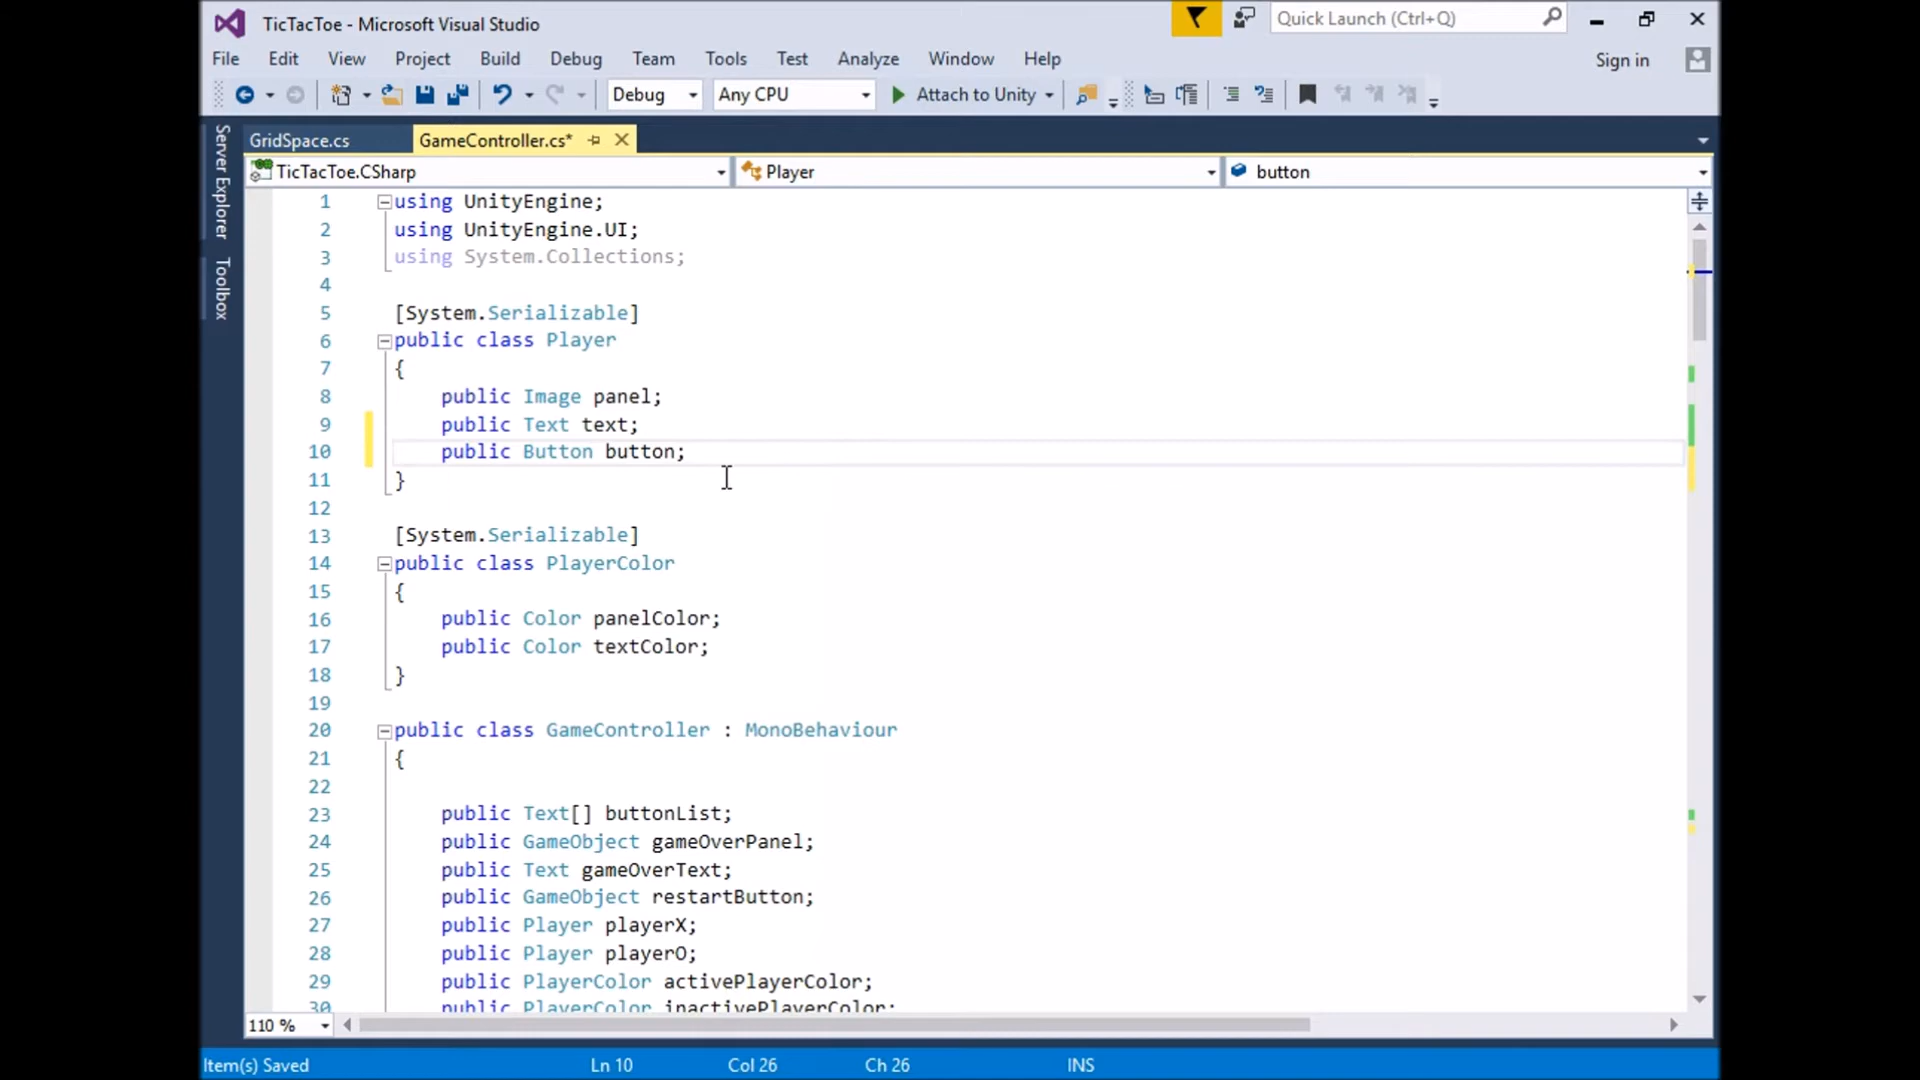 TicTacToe - Microsoft Visual Studio
Quick Launch (Ctrl+Q)
File Edit View Project Build Debug Team Tools Test Analyze Window Help
Sign in
Debug Any CPU Attach to Unity
Server Explorer
Toolbox
GridSpace.cs GameController.cs*
TicTacToe.CSharp Player button
1 using UnityEngine;
2 using UnityEngine.UI;
3 using System.Collections;
4
5 [System.Serializable]
6 public class Player
7 {
8 public Image panel;
9 public Text text;
10 public Button button;
11 }
12
13 [System.Serializable]
14 public class PlayerColor
15 {
16 public Color panelColor;
17 public Color textColor;
18 }
19
20 public class GameController : MonoBehaviour
21 {
22
23 public Text[] buttonList;
24 public GameObject gameOverPanel;
25 public Text gameOverText;
26 public GameObject restartButton;
27 public Player playerX;
28 public Player playerO;
29 public PlayerColor activePlayerColor;
30 public PlayerColor inactivePlayerColor;
110 %
Item(s) Saved Ln 10 Col 26 Ch 26 INS